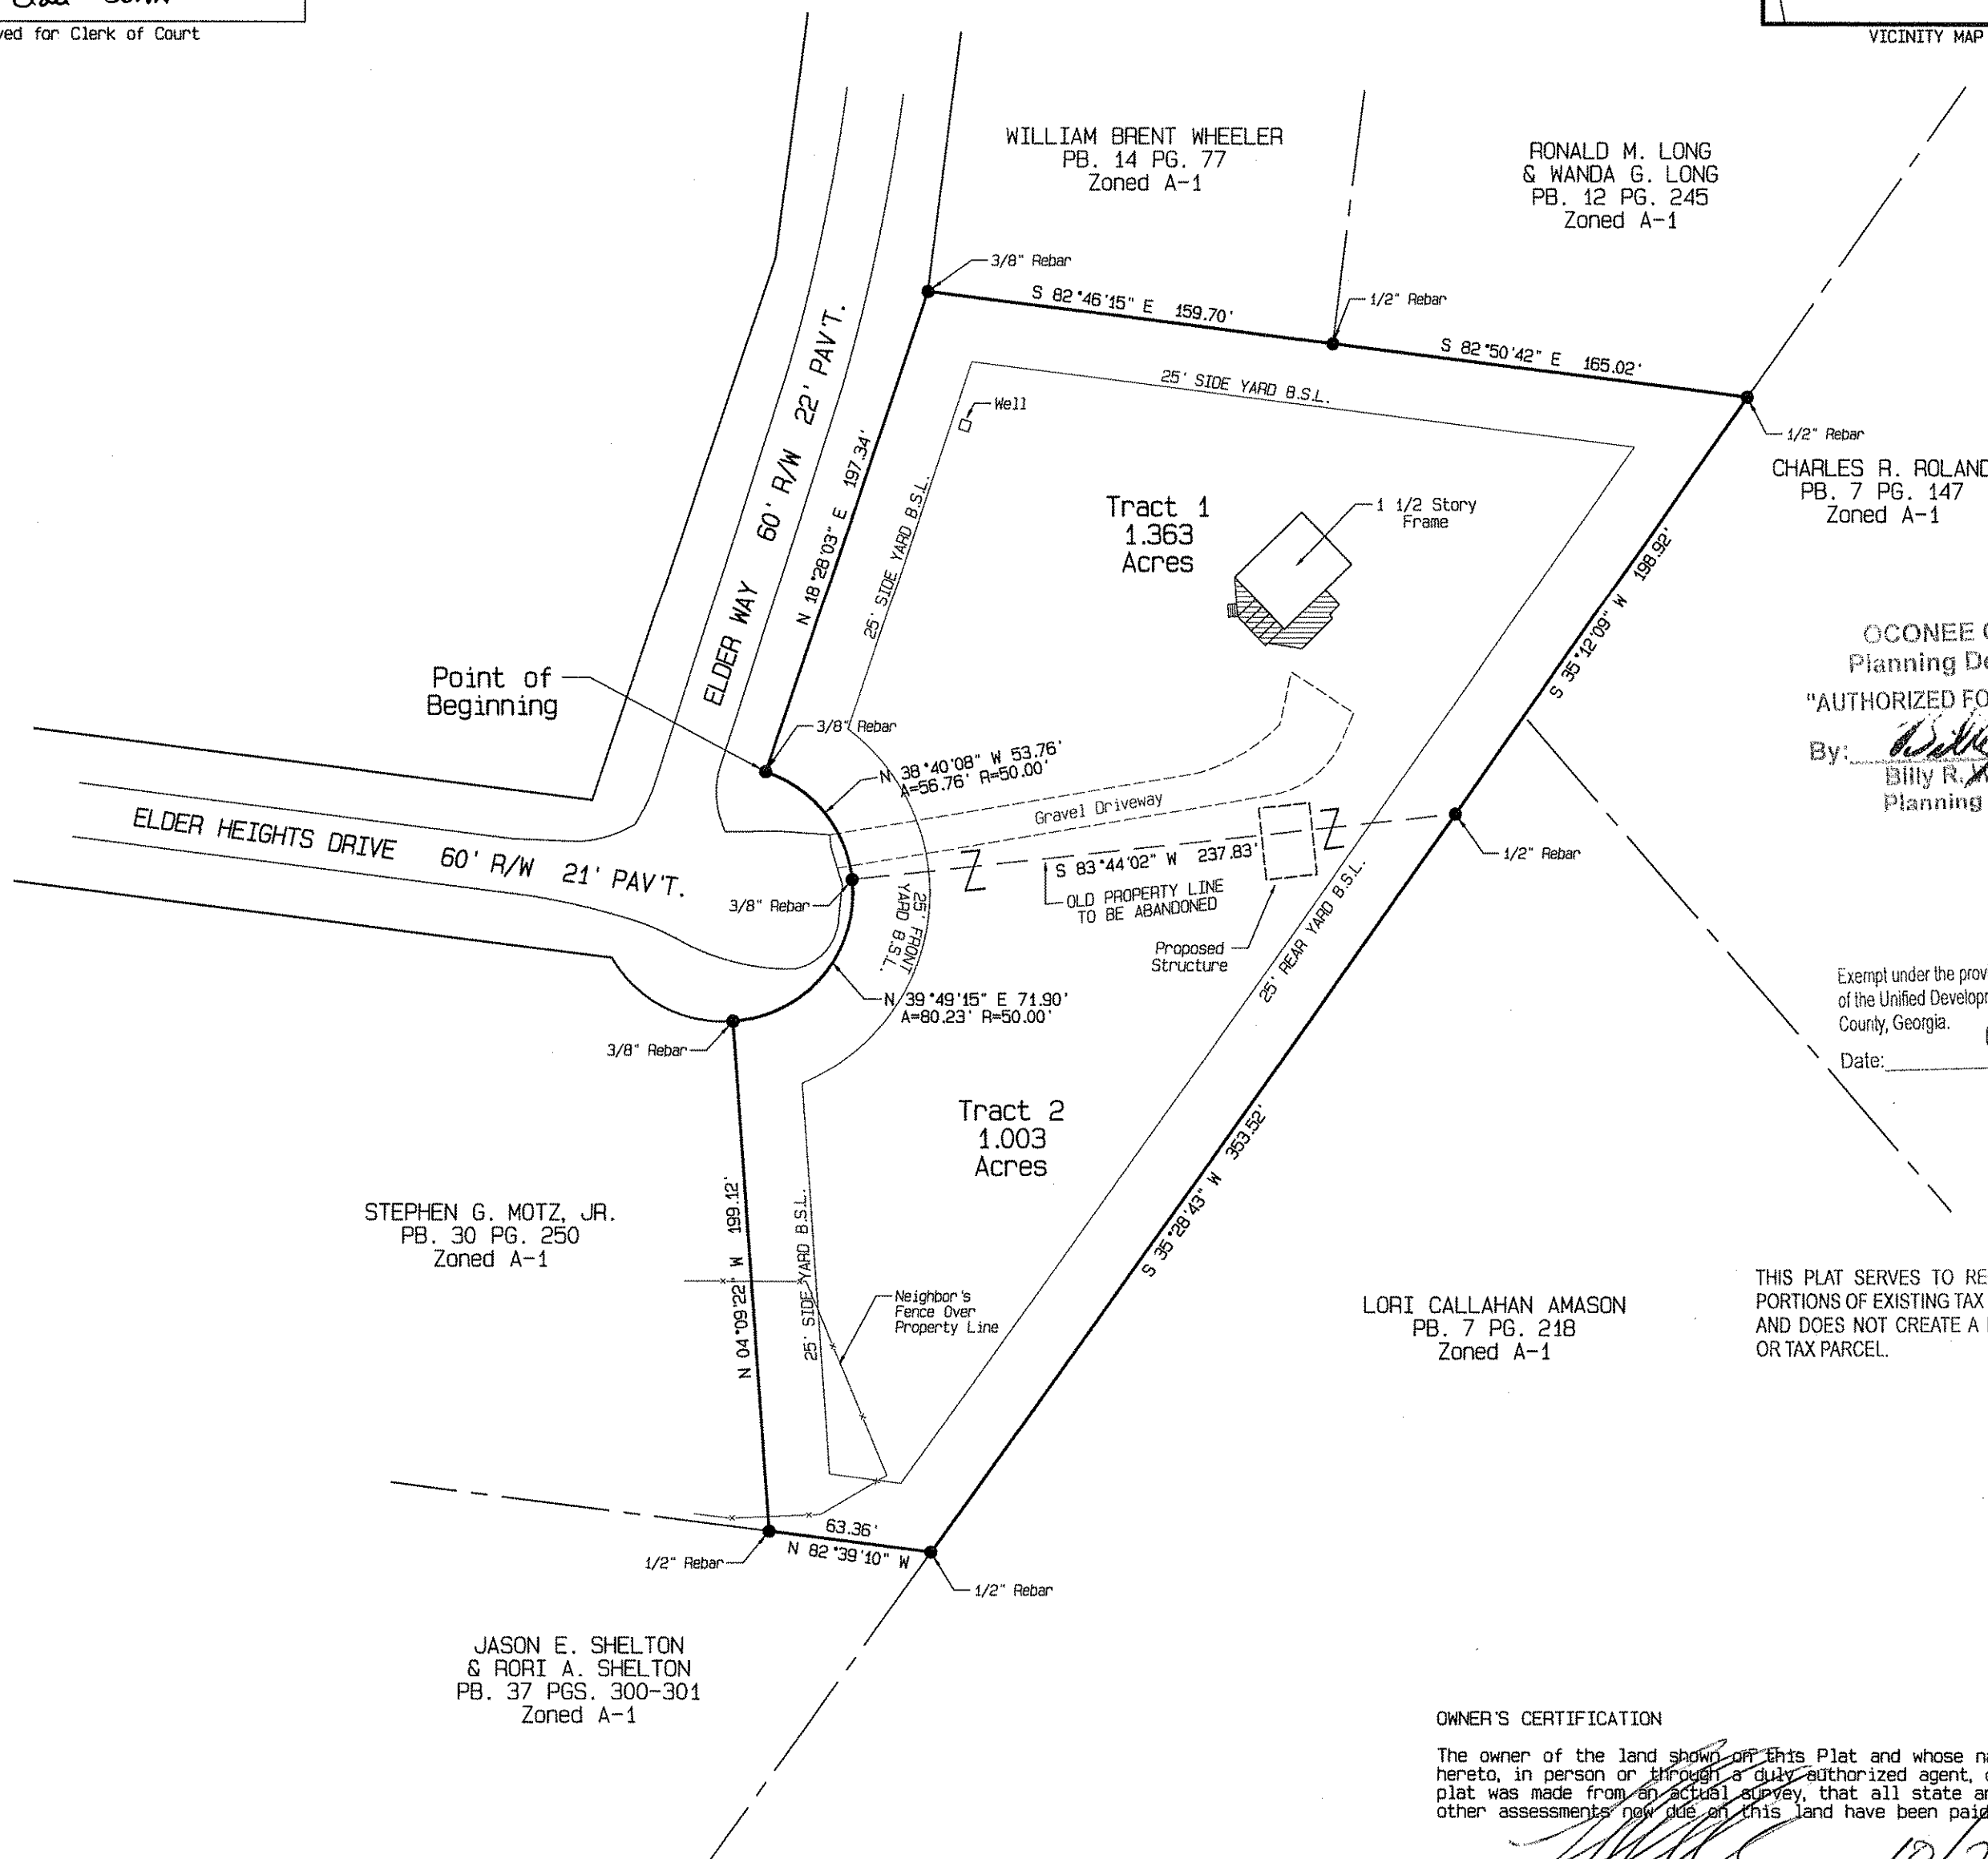 ved for Clerk of Court
VICINITY MAP
WILLIAM BRENT WHEELER
PB. 14 PG. 77
Zoned A-1
RONALD M. LONG
& WANDA G. LONG
PB. 12 PG. 245
Zoned A-1
3/8" Rebar
S 82°46'15" E 159.70'
1/2" Rebar
S 82°50'42" E 165.02'
25' SIDE YARD B.S.L.
Well
1/2" Rebar
CHARLES R. ROLAND
PB. 7 PG. 147
Zoned A-1
ELDER WAY 60' R/W 22' PAV'T.
N 18°28'03" E 197.34'
25' SIDE YARD B.S.L.
Tract 1
1.363
Acres
1 1/2 Story
Frame
S 35°12'09" W 198.92'
OCONEE
Planning De
"AUTHORIZED FO
By:
Billy R.
Planning
Point of
Beginning
3/8" Rebar
N 38°40'08" W 53.76'
A=56.76' R=50.00'
Gravel Driveway
ELDER HEIGHTS DRIVE 60' R/W 21' PAV'T.
3/8" Rebar
S 83°44'02" W 237.83'
OLD PROPERTY LINE
TO BE ABANDONED
1/2" Rebar
25' FRONT
YARD B.S.L.
Proposed
Structure
25' REAR YARD B.S.L.
Exempt under the prov
of the Unified Develop
County, Georgia.
Date:
N 39°49'15" E 71.90'
A=80.23' R=50.00'
3/8" Rebar
Tract 2
1.003
Acres
S 35°28'43" W 353.52'
STEPHEN G. MOTZ, JR.
PB. 30 PG. 250
Zoned A-1
N 04°09'22" W 199.12'
25' SIDE YARD B.S.L.
Neighbor's
Fence Over
Property Line
LORI CALLAHAN AMASON
PB. 7 PG. 218
Zoned A-1
THIS PLAT SERVES TO RE
PORTIONS OF EXISTING TAX
AND DOES NOT CREATE A
OR TAX PARCEL.
63.36'
N 82°39'10" W
1/2" Rebar
1/2" Rebar
JASON E. SHELTON
& RORI A. SHELTON
PB. 37 PGS. 300-301
Zoned A-1
OWNER'S CERTIFICATION
The owner of the land shown on this Plat and whose na
hereto, in person or through a duly authorized agent,
plat was made from an actual survey, that all state an
other assessments now due on this land have been paid